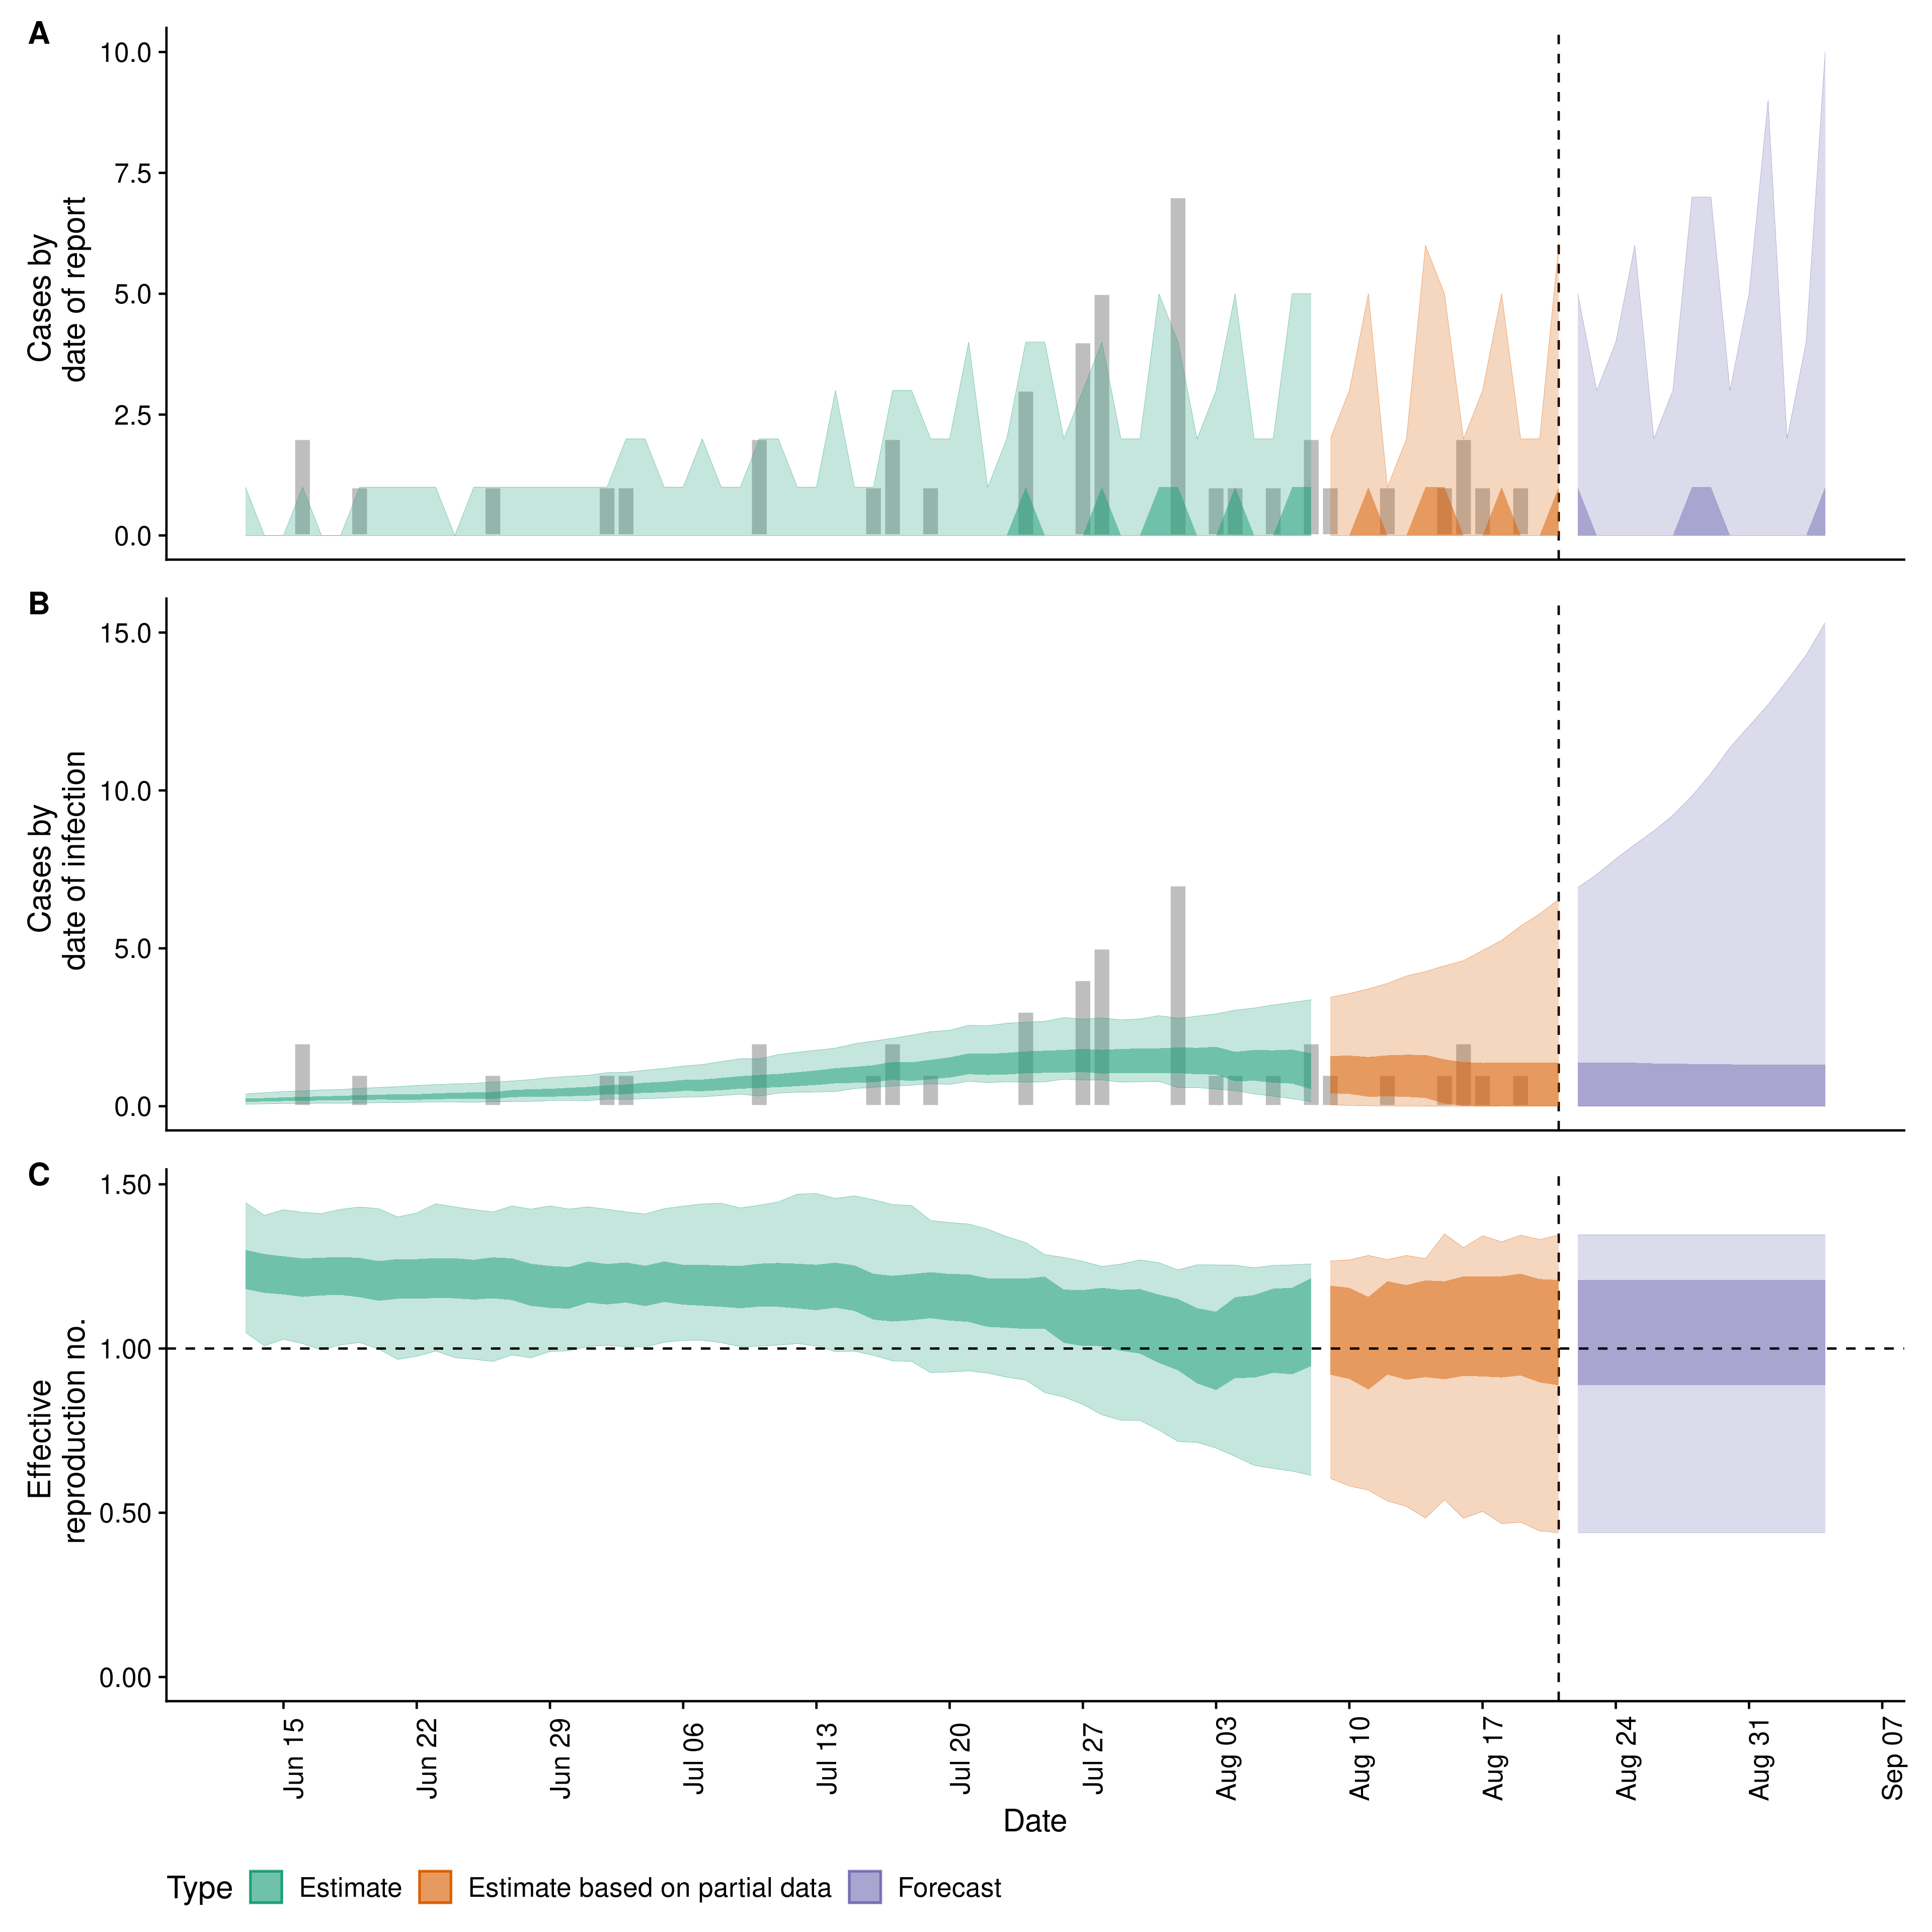 A
10.0
7.5
5.0
2.5
0.0
Cases by
date of report
B
15.0
10.0
5.0
0.0
Cases by
date of infection
C
1.50
1.00
0.50
0.00
Effective
reproduction no.
Jun 15
Jun 22
Jun 29
Jul 06
Jul 13
Jul 20
Jul 27
Aug 03
Aug 10
Aug 17
Aug 24
Aug 31
Sep 07
Date
Type Estimate Estimate based on partial data Forecast